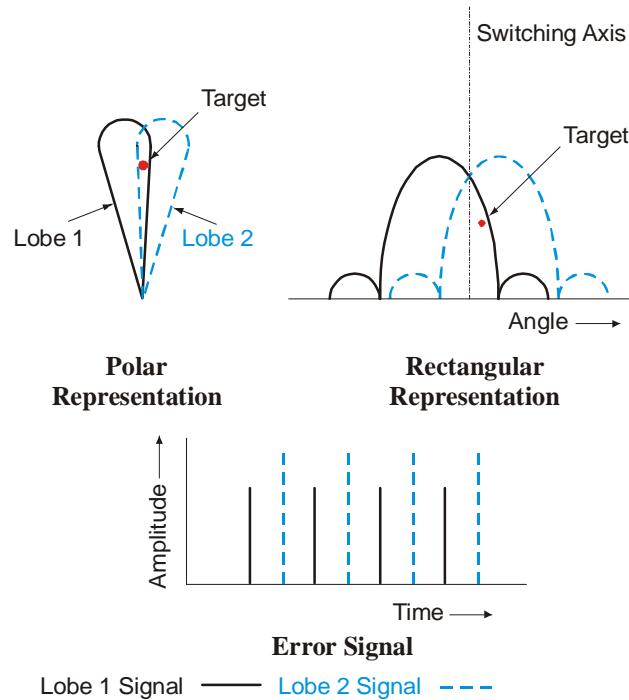 Switching Axis
Target
Target
Lobe 1
Lobe 2
Angle
Polar
Representation
Rectangular
Representation
Amplitude
Time
Error Signal
Lobe 1 Signal
Lobe 2 Signal